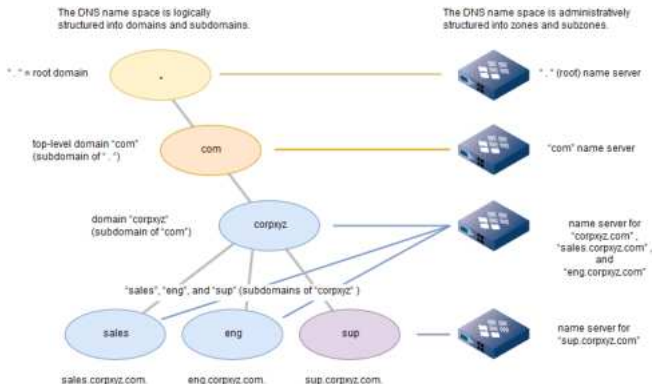 The DNS name space is logically
structured into domains and subdomains.
The DNS name space is administratively
structured into zones and subzones.
" . " = root domain
.
" . " (root) name server
top-level domain "com"
(subdomain of " . ")
com
"com" name server
domain "corpxyz"
(subdomain of "com")
corpxyz
name server for
"corpxyz.com" ,
"sales.corpxyz.com" ,
and
"eng.corpxyz.com"
"sales", "eng", and "sup" (subdomains of "corpxyz" )
sales
eng
sup
name server for
"sup.corpxyz.com"
sales.corpxyz.com.
eng.corpxyz.com.
sup.corpxyz.com.